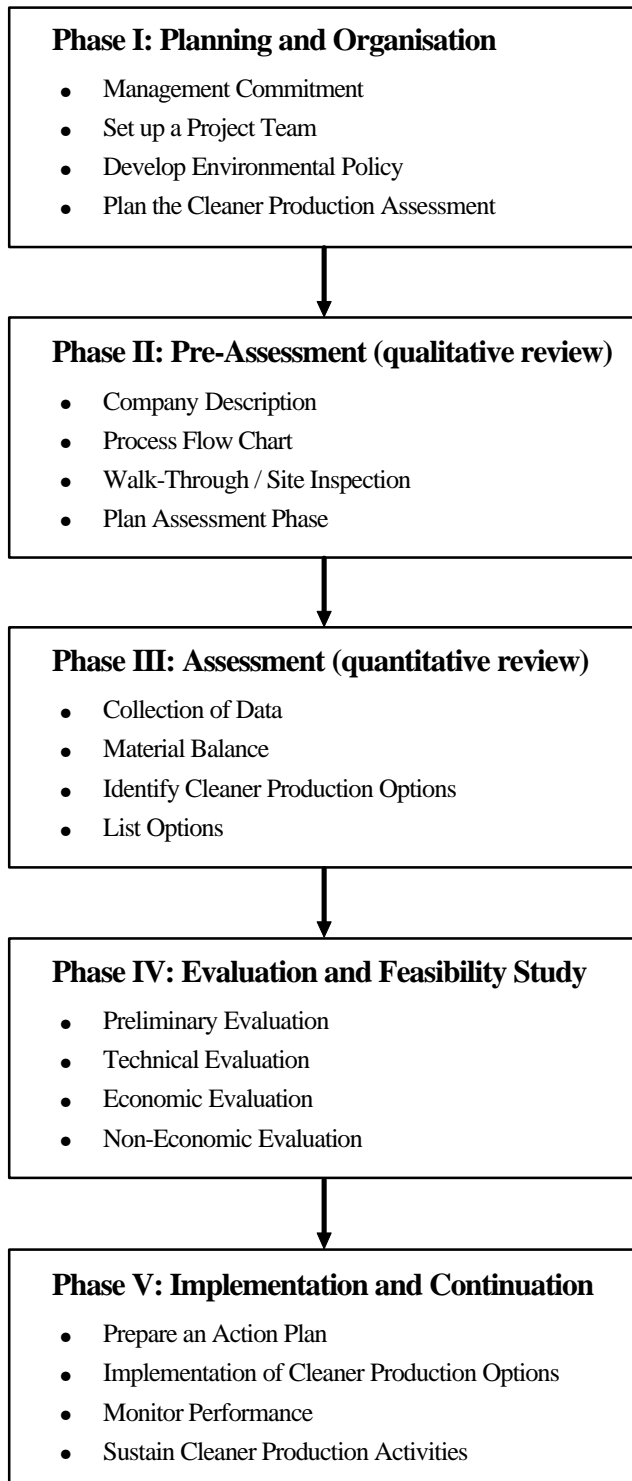 Phase I: Planning and Organisation
● Management Commitment
● Set up a Project Team
● Develop Environmental Policy
● Plan the Cleaner Production Assessment
Phase II: Pre-Assessment (qualitative review)
● Company Description
● Process Flow Chart
● Walk-Through / Site Inspection
● Plan Assessment Phase
Phase III: Assessment (quantitative review)
● Collection of Data
● Material Balance
● Identify Cleaner Production Options
● List Options
Phase IV: Evaluation and Feasibility Study
● Preliminary Evaluation
● Technical Evaluation
● Economic Evaluation
● Non-Economic Evaluation
Phase V: Implementation and Continuation
● Prepare an Action Plan
● Implementation of Cleaner Production Options
● Monitor Performance
● Sustain Cleaner Production Activities